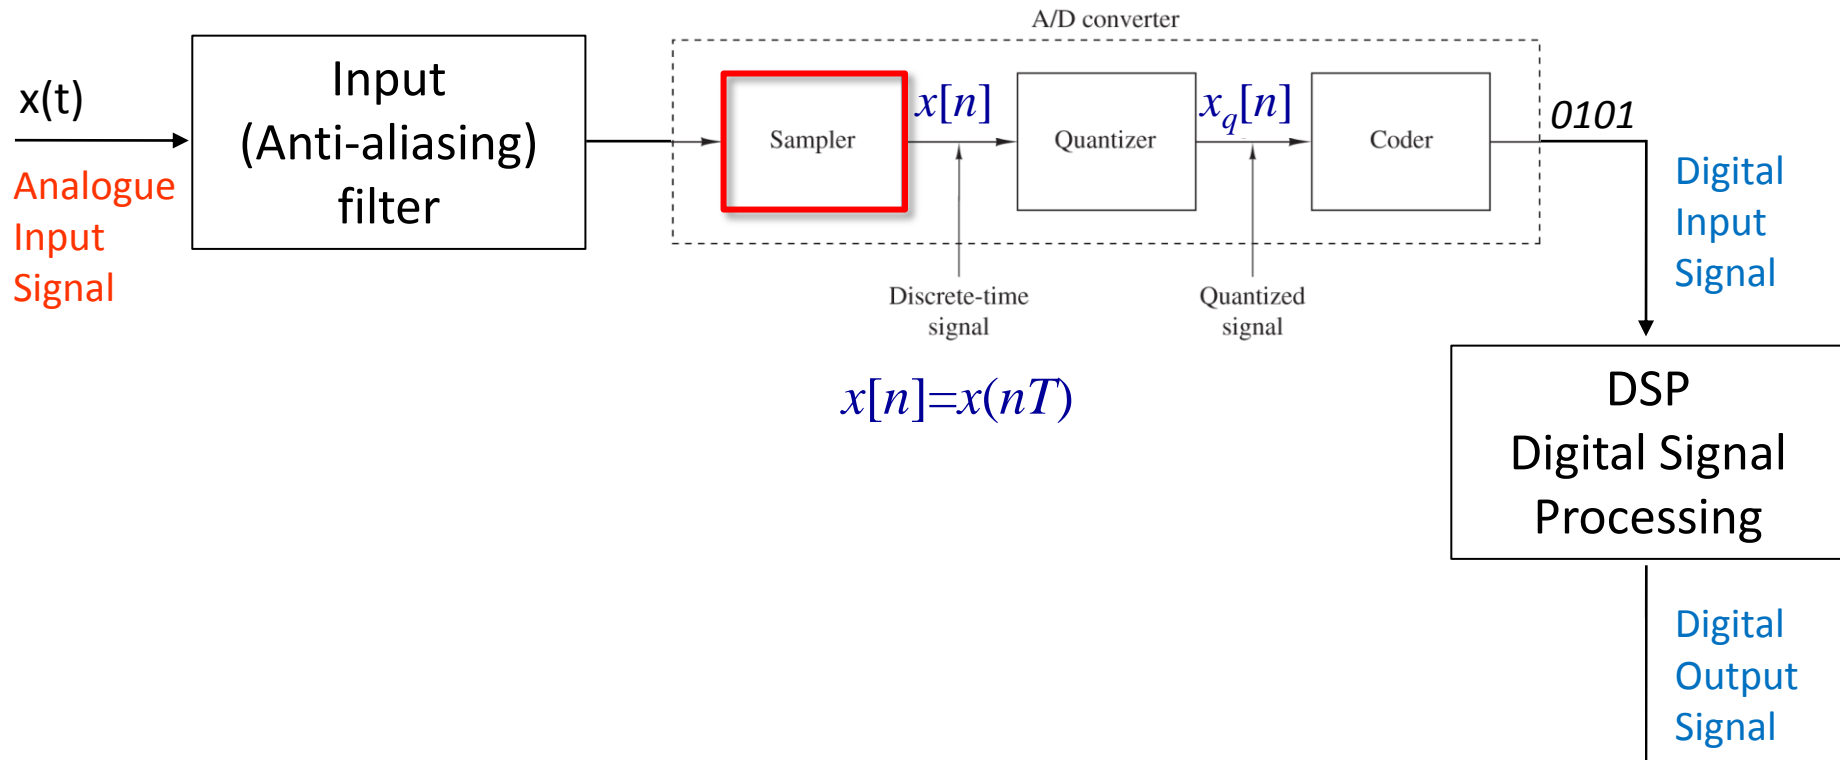 A/D converter
x(t)
Analogue
Input
Signal
Input
(Anti-aliasing)
filter
Sampler
x[n]
Quantizer
x_q[n]
Coder
0101
Digital
Input
Signal
Discrete-time
signal
Quantized
signal
x[n]=x(nT)
DSP
Digital Signal
Processing
Digital
Output
Signal